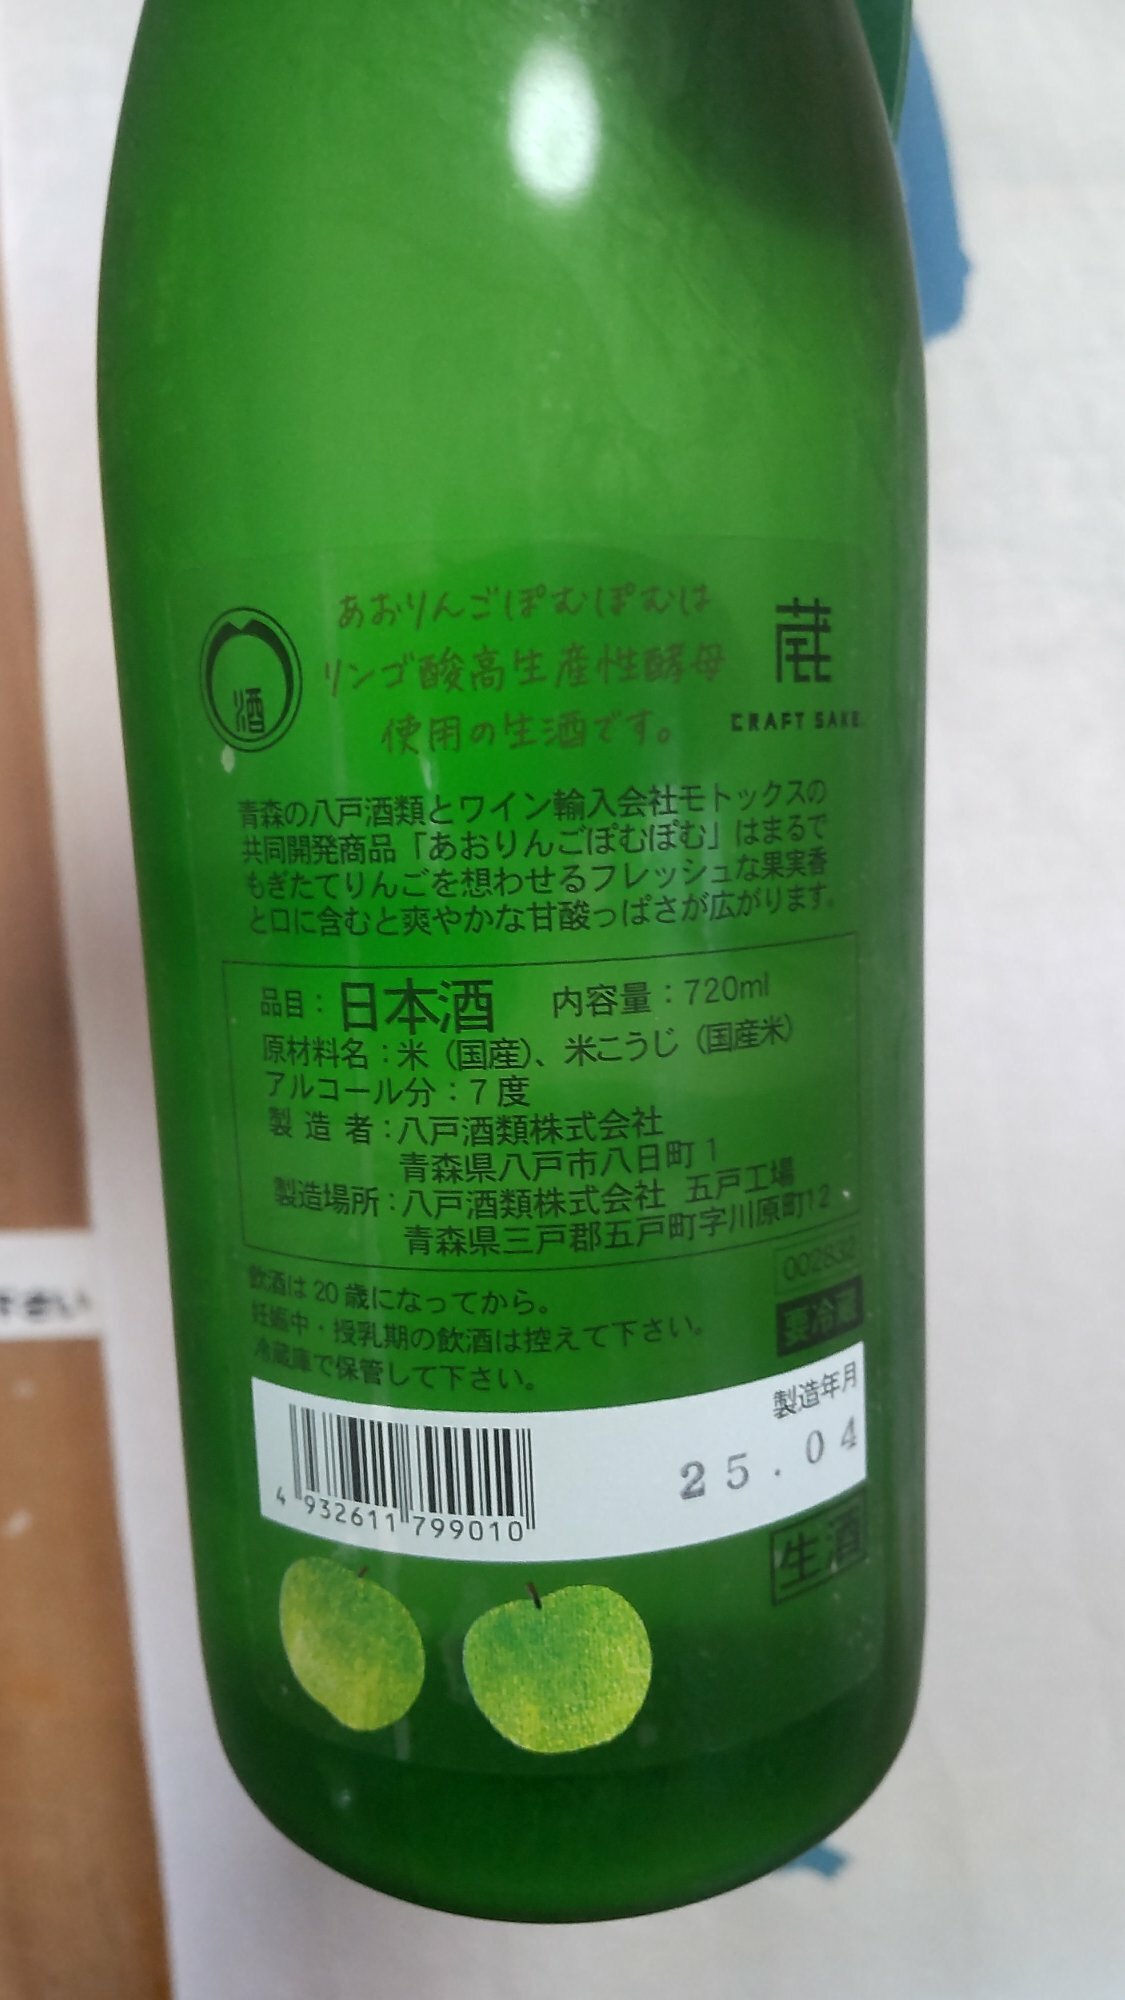 あおりんごぽむぽむは
リンゴ酸高生産性酵母
使用の生酒です。
酒
蔵
CRAFT SAKE
青森の八戸酒類とワイン輸入会社モトックスの
共同開発商品「あおりんごぽむぽむ」はまるで
もぎたてりんごを想わせるフレッシュな果実香
と口に含むと爽やかな甘酸っぱさが広がります。
品目：日本酒 内容量：720ml
原材料名：米（国産）、米こうじ（国産米）
アルコール分：7度
製造者：八戸酒類株式会社
青森県八戸市八日町1
製造場所：八戸酒類株式会社 五戸工場
青森県三戸郡五戸町字川原町12
飲酒は20歳になってから。
妊娠中・授乳期の飲酒は控えて下さい。
冷蔵庫で保管して下さい。
要冷蔵
製造年月
25.04
4 932611 799010
生酒
下さい